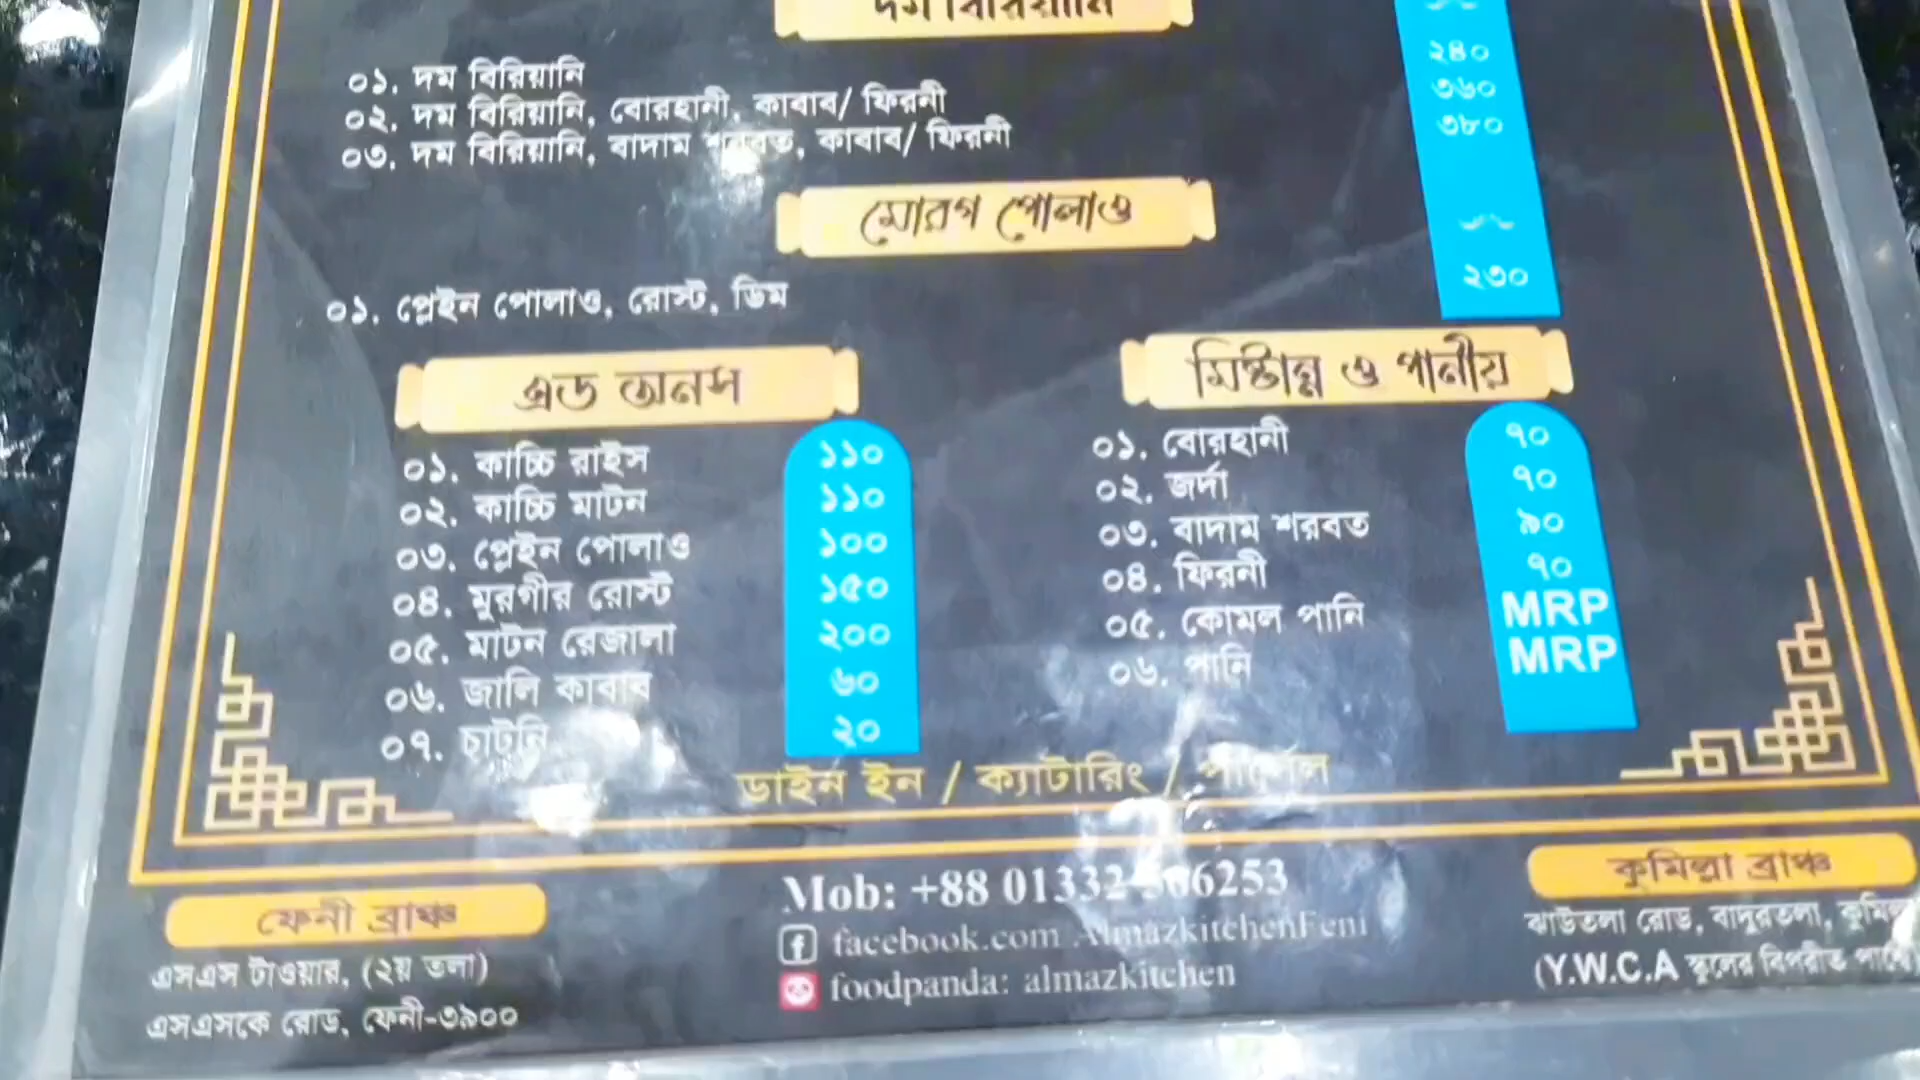 দম বিরিয়ানি
০১. দম বিরিয়ানি ২৪০
০২. দম বিরিয়ানি, বোরহানী, কাবাব/ ফিরনী ৩৬০
০৩. দম বিরিয়ানি, বাদাম শরবত, কাবাব/ ফিরনী ৩৮০
মোরগ পোলাও
০১. প্লেইন পোলাও, রোস্ট, ডিম ২৩০
এড অনস
০১. কাচ্চি রাইস ১১০
০২. কাচ্চি মাটন ১১০
০৩. প্লেইন পোলাও ১০০
০৪. মুরগীর রোস্ট ১৫০
০৫. মাটন রেজালা ২০০
০৬. জালি কাবাব ৬০
০৭. চাটনি ২০
মিষ্টান্ন ও পানীয়
০১. বোরহানী ৭০
০২. জর্দা ৭০
০৩. বাদাম শরবত ৯০
০৪. ফিরনী ৭০
০৫. কোমল পানি MRP
০৬. পানি MRP
ডাইন ইন / ক্যাটারিং / পার্সেল
ফেনী ব্রাঞ্চ
এসএস টাওয়ার, (২য় তলা)
এসএসকে রোড, ফেনী-৩৯০০
Mob: +88 01332
facebook.com AlmazkitchenFeni
foodpanda: almazkitchen
কুমিল্লা ব্রাঞ্চ
ঝাউতলা রোড, বাদুরতলা,
(Y.W.C.A স্কুলের বিপরীত পাশে)